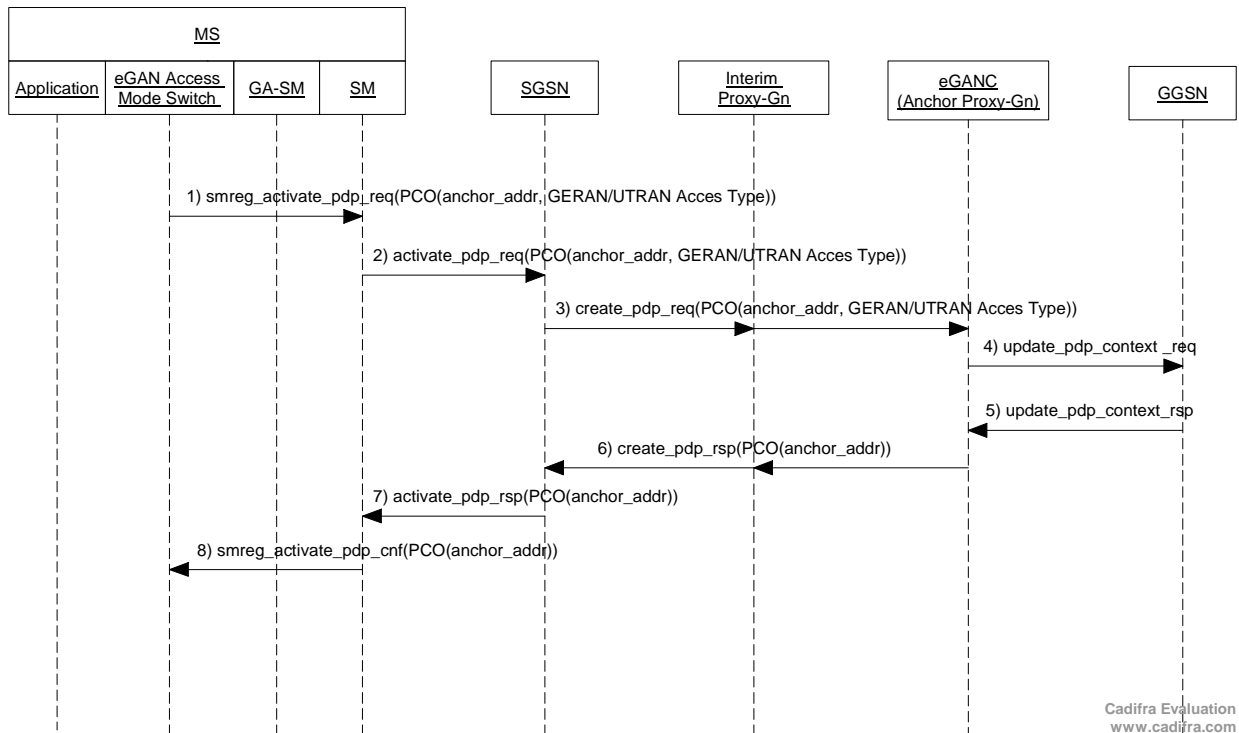 MS
Application
eGAN Access
Mode Switch
GA-SM
SM
SGSN
Interim
Proxy-Gn
eGANC
(Anchor Proxy-Gn)
GGSN
1) smreg_activate_pdp_req(PCO(anchor_addr, GERAN/UTRAN Acces Type))
2) activate_pdp_req(PCO(anchor_addr, GERAN/UTRAN Acces Type))
3) create_pdp_req(PCO(anchor_addr, GERAN/UTRAN Acces Type))
4) update_pdp_context _req
5) update_pdp_context_rsp
6) create_pdp_rsp(PCO(anchor_addr))
7) activate_pdp_rsp(PCO(anchor_addr))
8) smreg_activate_pdp_cnf(PCO(anchor_addr))
Cadifra Evaluation
www.cadifra.com